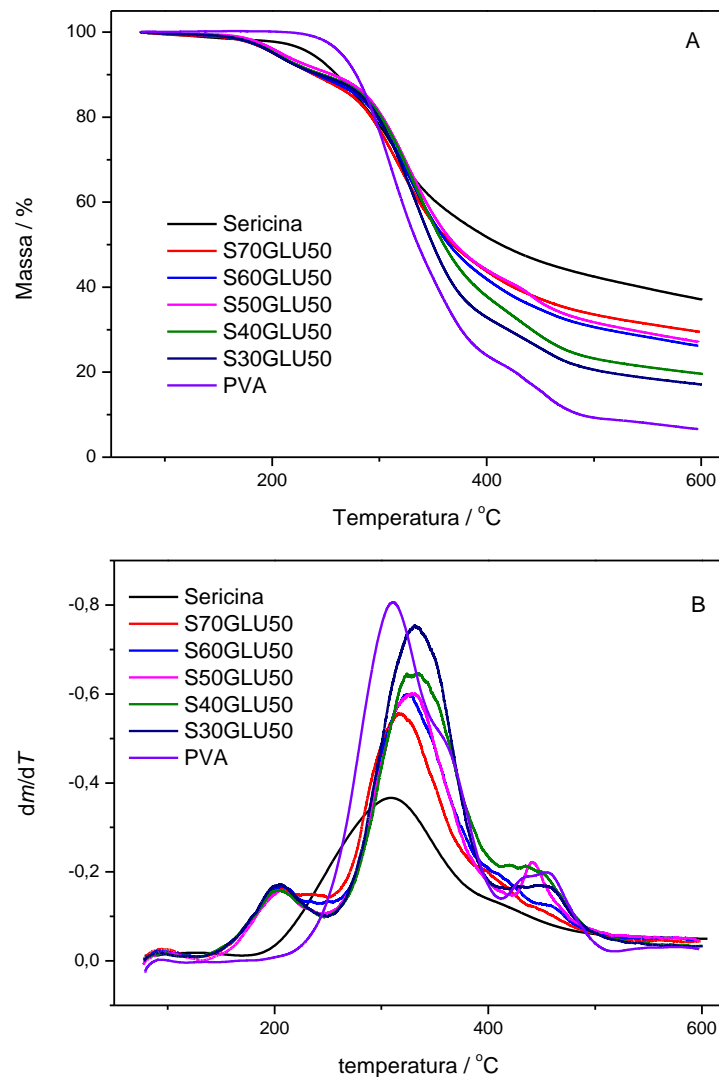 100
A
80
60
40
20
0
Massa / %
Sericina
S70GLU50
S60GLU50
S50GLU50
S40GLU50
S30GLU50
PVA
200
400
600
Temperatura / °C
-0,8
B
-0,6
-0,4
-0,2
0,0
dm/dT
Sericina
S70GLU50
S60GLU50
S50GLU50
S40GLU50
S30GLU50
PVA
200
400
600
temperatura / °C